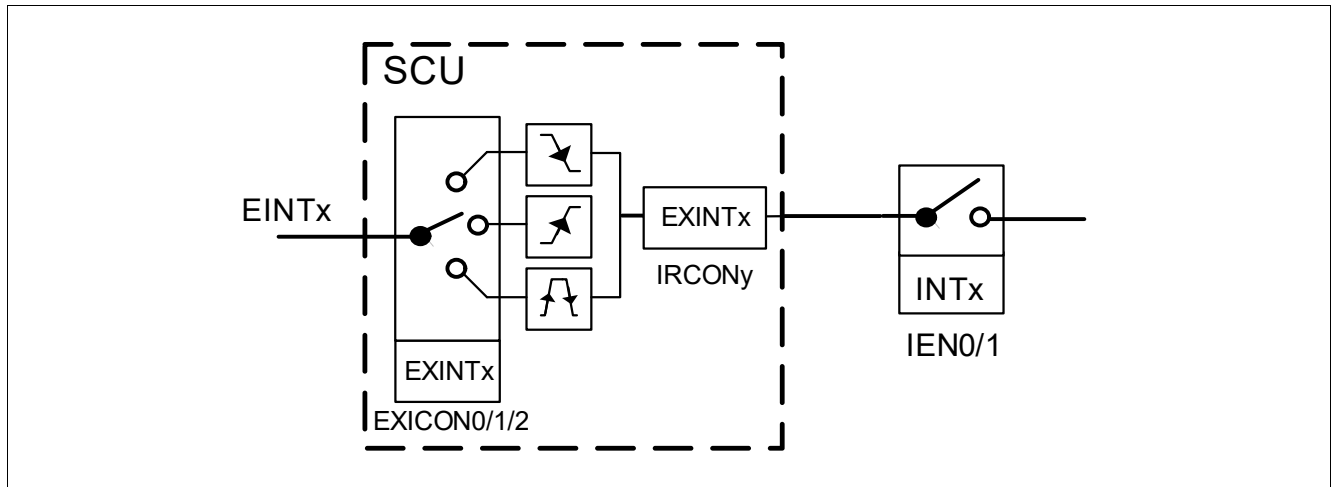 SCU
EINTx
EXINTx
IRCONy
INTx
IEN0/1
EXINTx
EXICON0/1/2